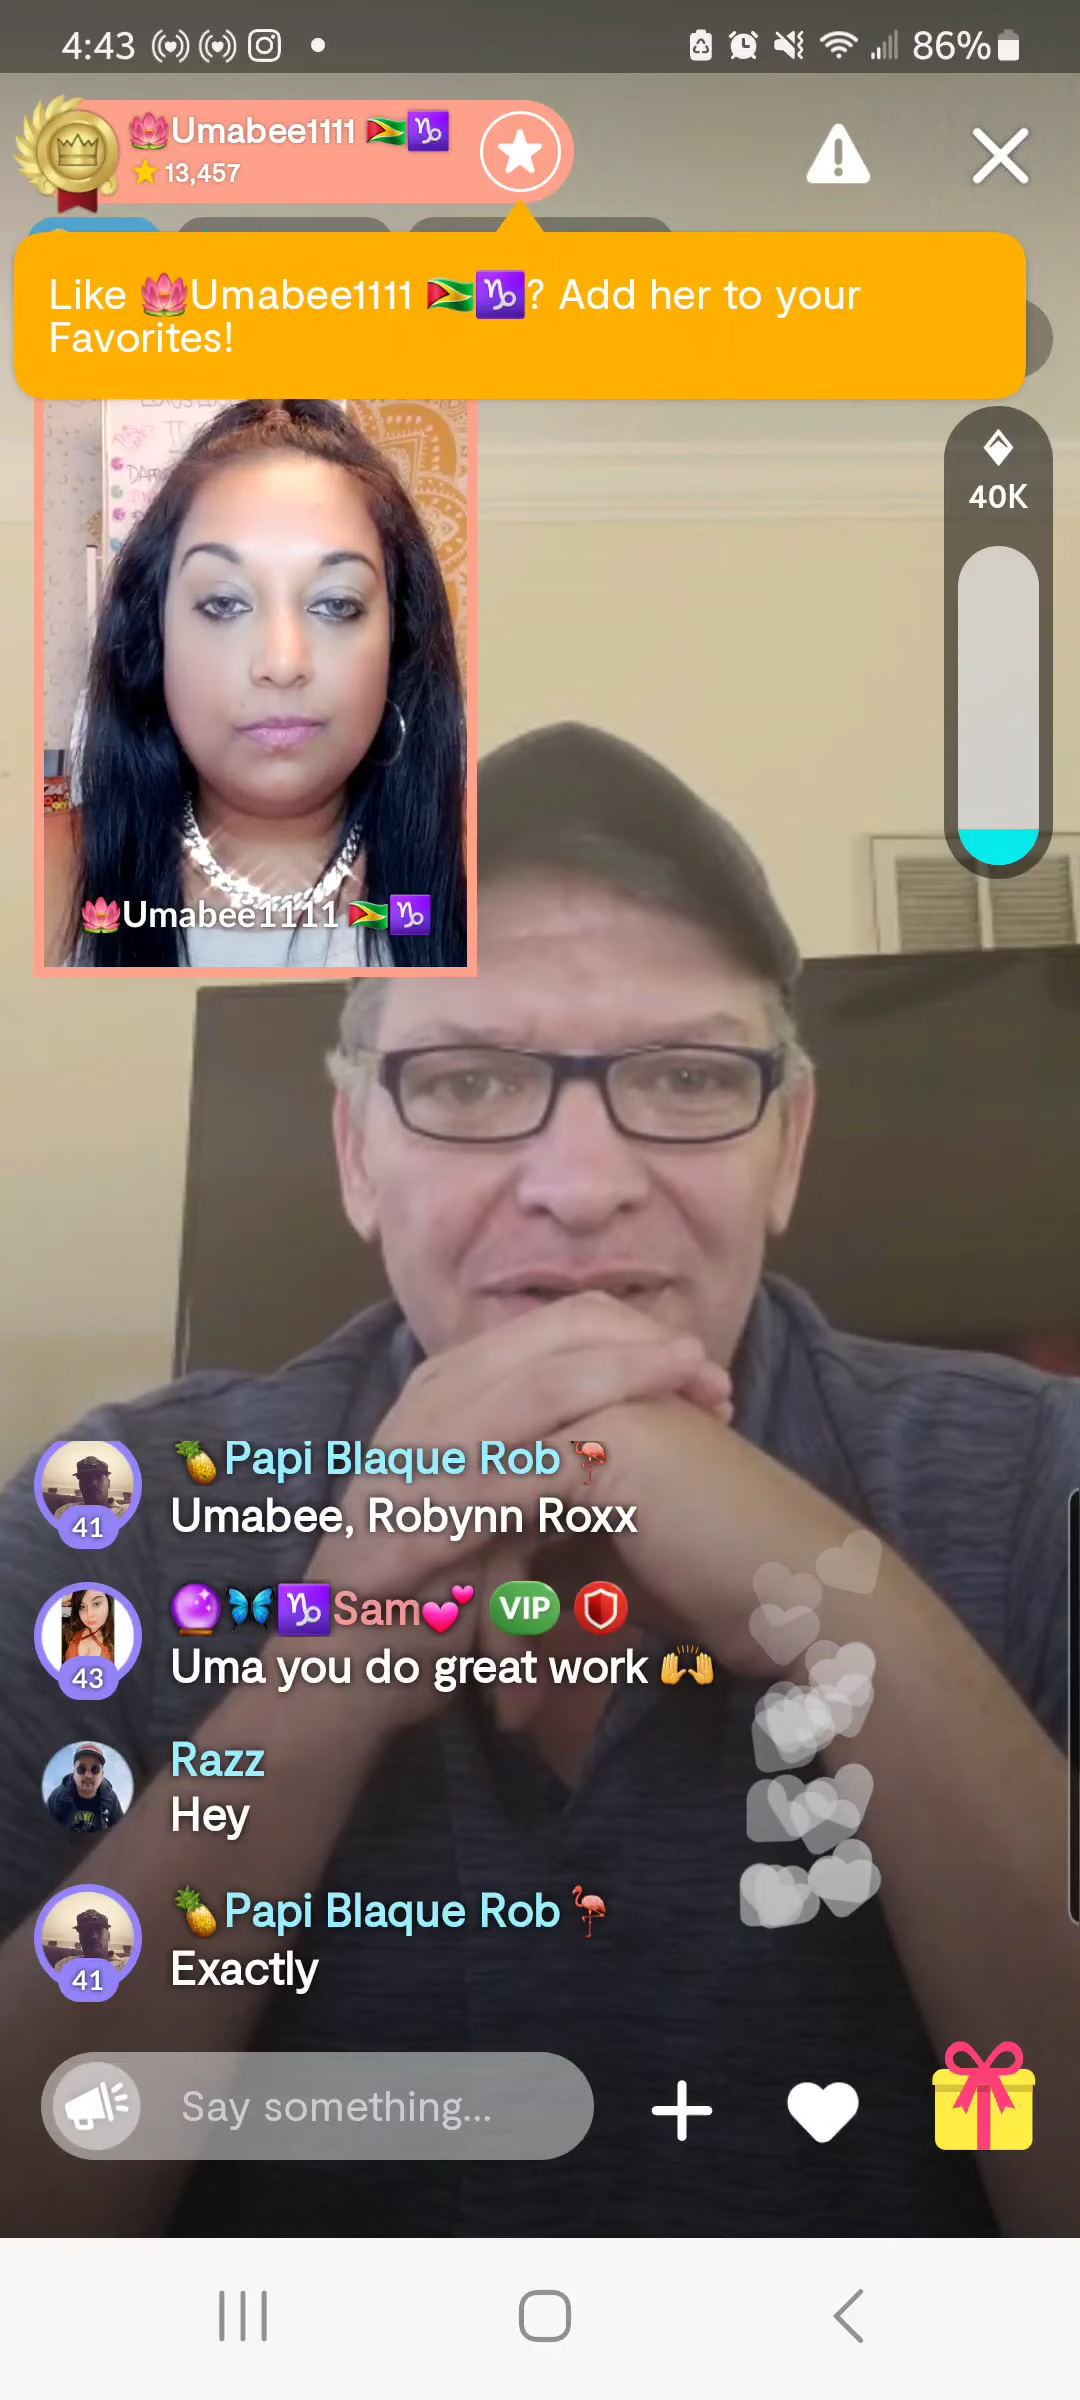 4:43
86%
🪷Umabee1111 🇬🇾♑
13,457
Like 🪷Umabee1111 🇬🇾♑? Add her to your
Favorites!
40K
🪷Umabee1111 🇬🇾♑
🍍Papi Blaque Rob🦩
41
Umabee, Robynn Roxx
🔮🦋♑Sam💕 VIP
43
Uma you do great work 🙌
Razz
Hey
🍍Papi Blaque Rob🦩
41
Exactly
Say something...